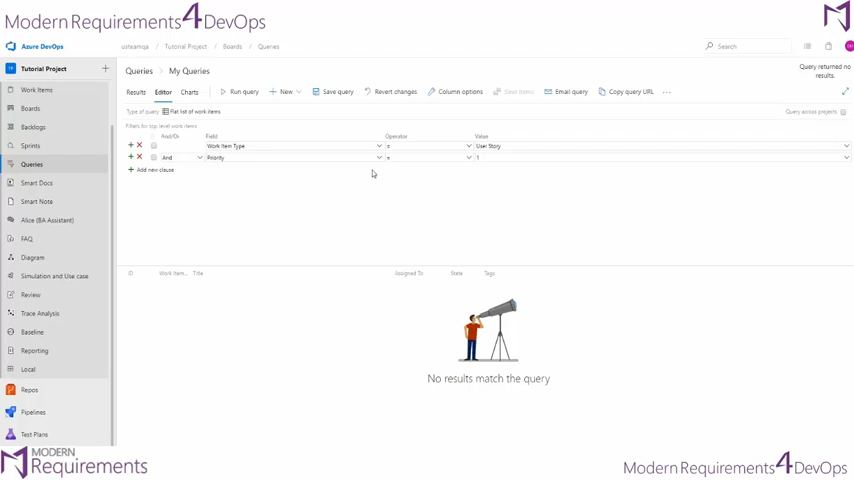 Modern Requirements 4 DevOps
Azure DevOps
Tutorial Project
Boards
Queries
Search
Tutorial Project
Queries
My Queries
Query returned no
results.
Results
Editor
Charts
Run query
New
Save query
Revert changes
Column options
Save items
Email query
Copy query URL
Type of query
Flat list of work items
Query across projects
Filters for top level work items
And/Or
Field
Operator
Value
Work Item Type
=
User Story
And
Priority
=
1
Add new clause
Work Items
Boards
Backlogs
Sprints
Queries
Smart Docs
Smart Note
Alice (BA Assistant)
FAQ
Diagram
Simulation and Use case
Review
Trace Analysis
Baseline
Reporting
Local
Repos
Pipelines
Test Plans
ID
Work Item...
Title
Assigned To
State
Tags
No results match the query
MODERN
Requirements
Modern Requirements 4 DevOps